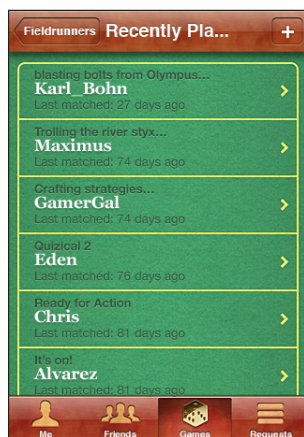 Fieldrunners
Recently Pla...
+
blasting bolts from Olympus...
Karl_Bohn
Last matched: 27 days ago
Trolling the river styx...
Maximus
Last matched: 74 days ago
Crafting strategies...
GamerGal
Last matched: 74 days ago
Quizical 2
Eden
Last matched: 76 days ago
Ready for Action
Chris
Last matched: 81 days ago
It's on!
Alvarez
Last matched: 81 days ago
Me
Friends
Games
Requests